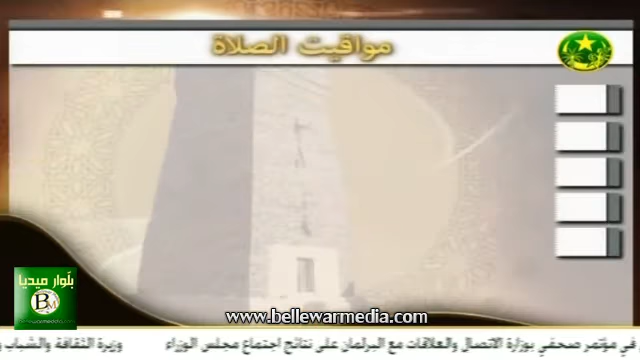 مواقيت الصلاة
بلوار ميديا
BM
www.bellewarmedia.com
في مؤتمر صحفي بوزارة الاتصال والعلاقات مع البرلمان على نتائج اجتماع مجلس الوزراء
وزيرة الثقافة والشباب و